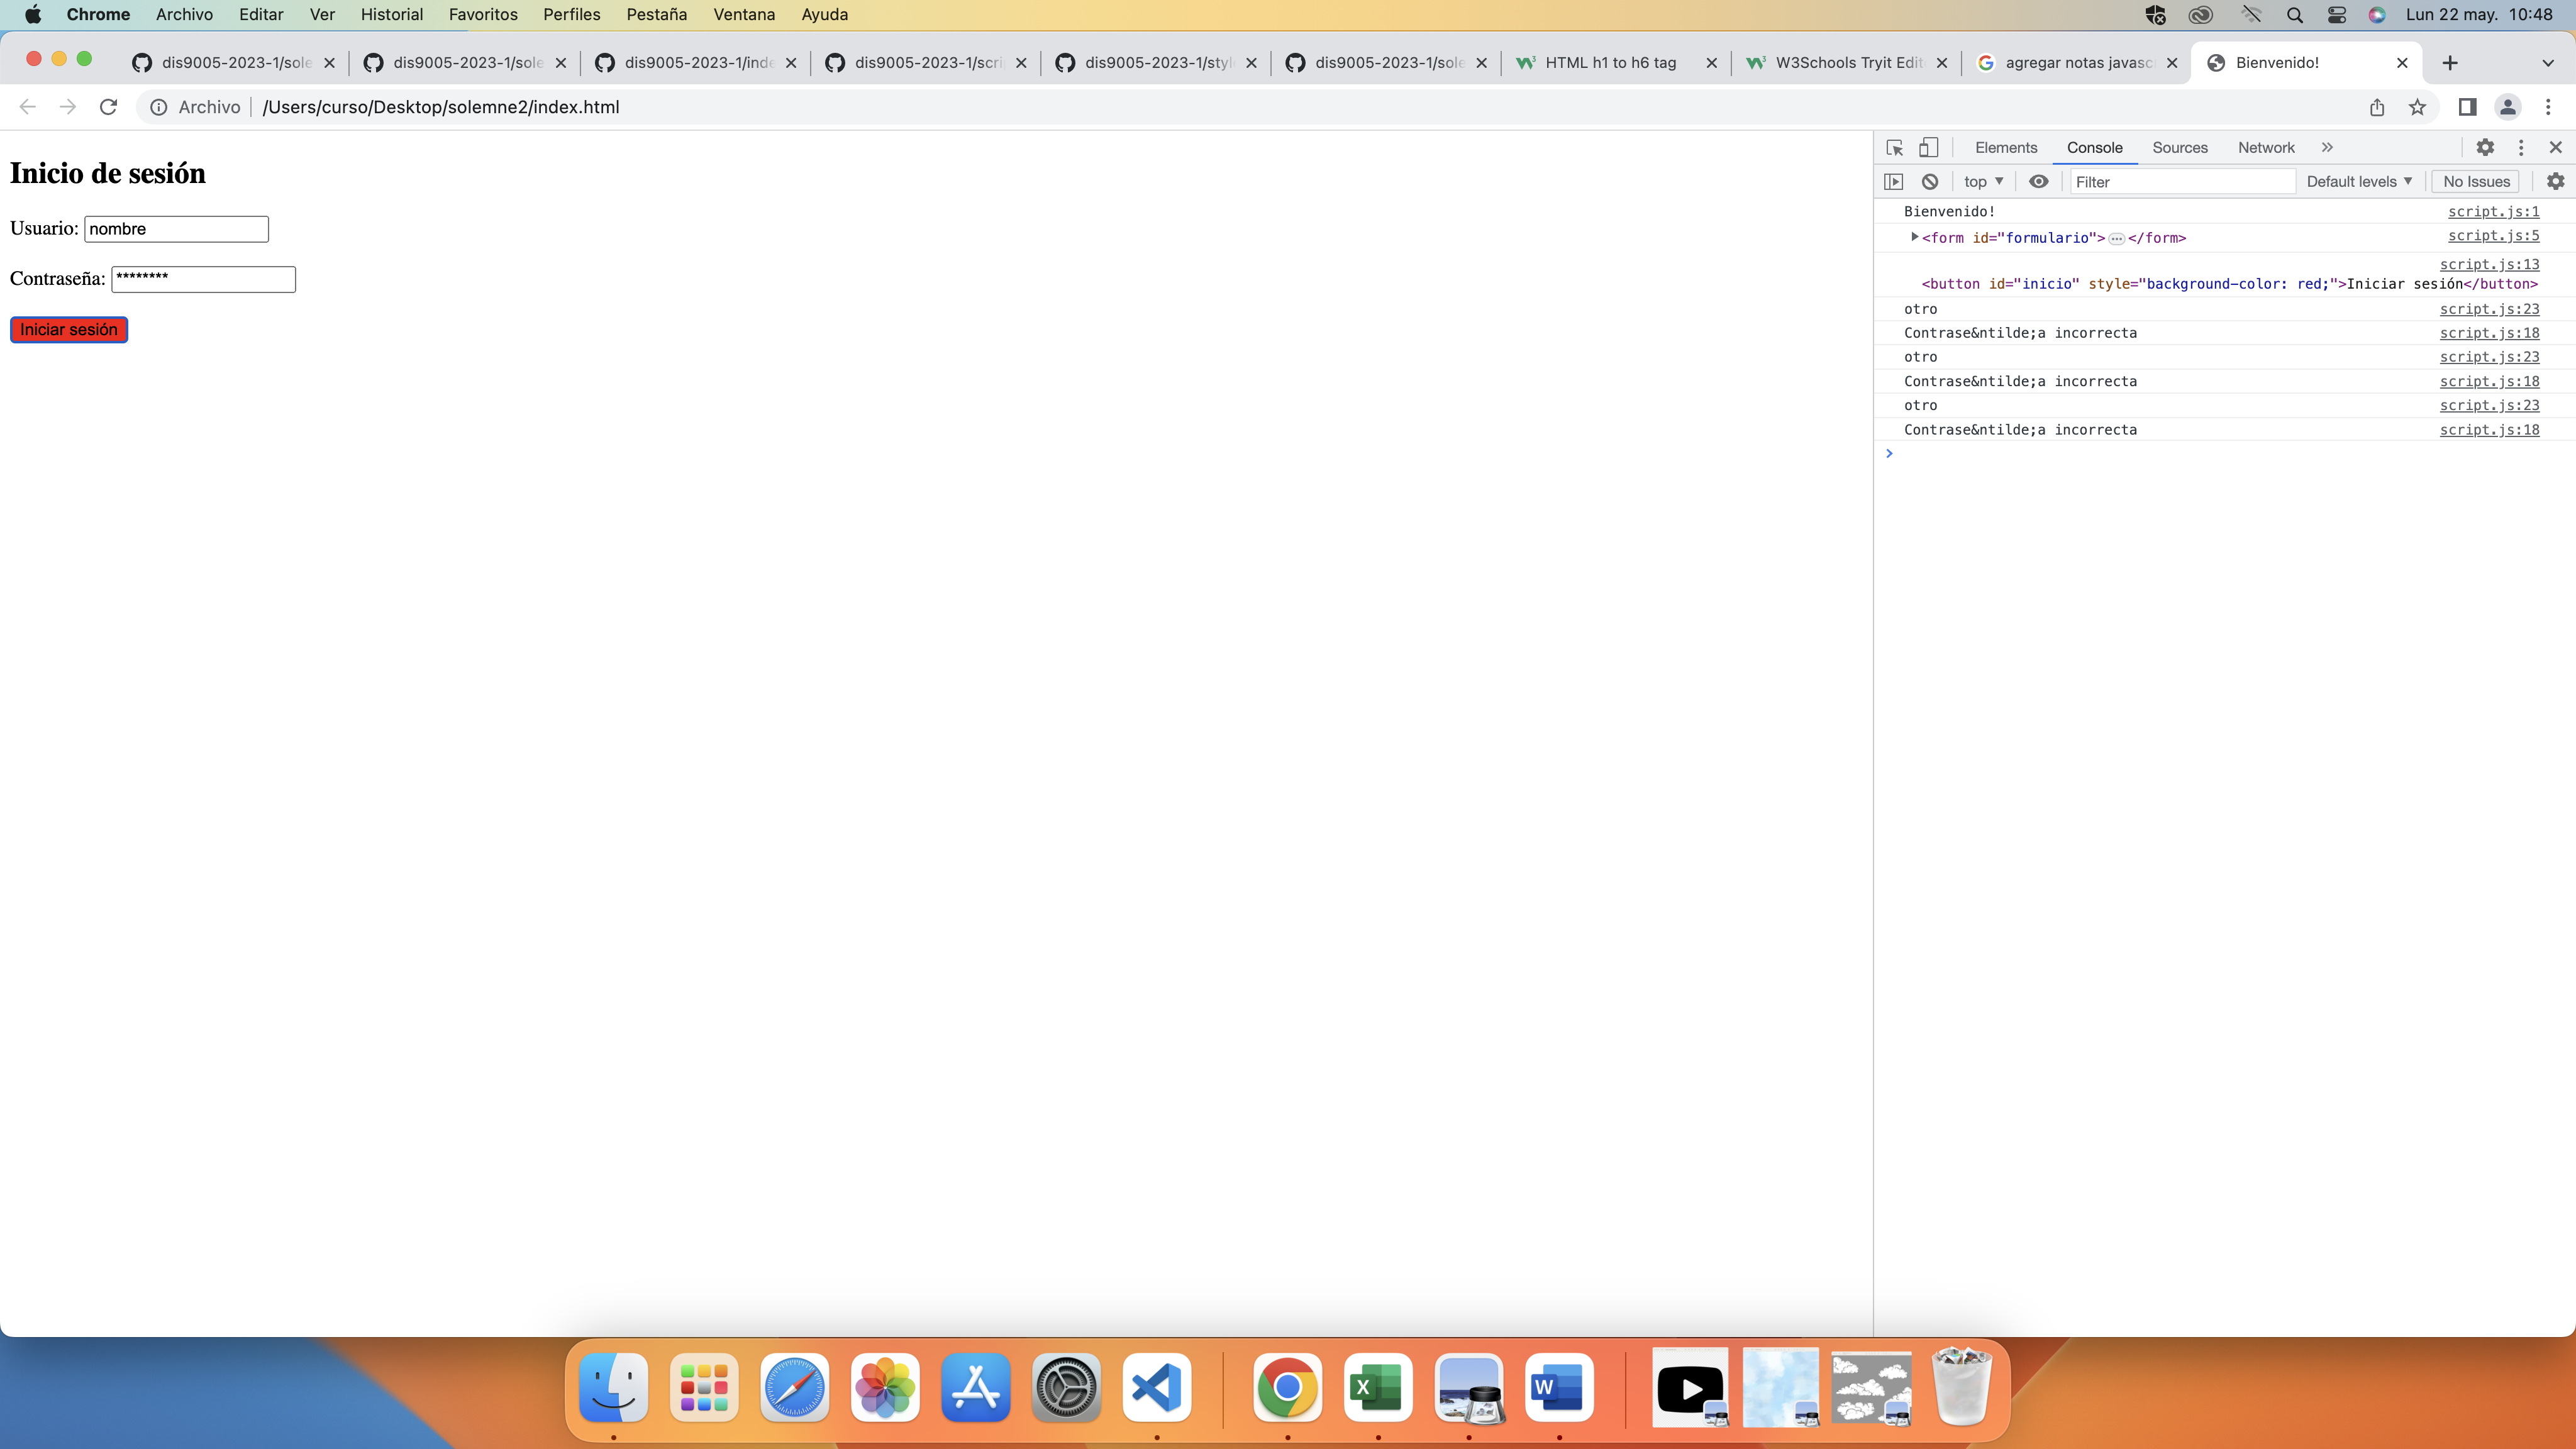 Chrome Archivo Editar Ver Historial Favoritos Perfiles Pestaña Ventana Ayuda Lun 22 may. 10:48
dis9005-2023-1/sole dis9005-2023-1/sole dis9005-2023-1/inde dis9005-2023-1/scri dis9005-2023-1/style dis9005-2023-1/sole HTML h1 to h6 tag W3Schools Tryit Edit agregar notas javasc Bienvenido!
Archivo /Users/curso/Desktop/solemne2/index.html
Elements Console Sources Network
top Filter Default levels No Issues
Inicio de sesión
Usuario: nombre
Contraseña: ********
Iniciar sesión
Bienvenido! script.js:1
<form id="formulario"> </form> script.js:5
script.js:13
<button id="inicio" style="background-color: red;">Iniciar sesión</button>
otro script.js:23
Contrase&ntilde;a incorrecta script.js:18
otro script.js:23
Contrase&ntilde;a incorrecta script.js:18
otro script.js:23
Contrase&ntilde;a incorrecta script.js:18